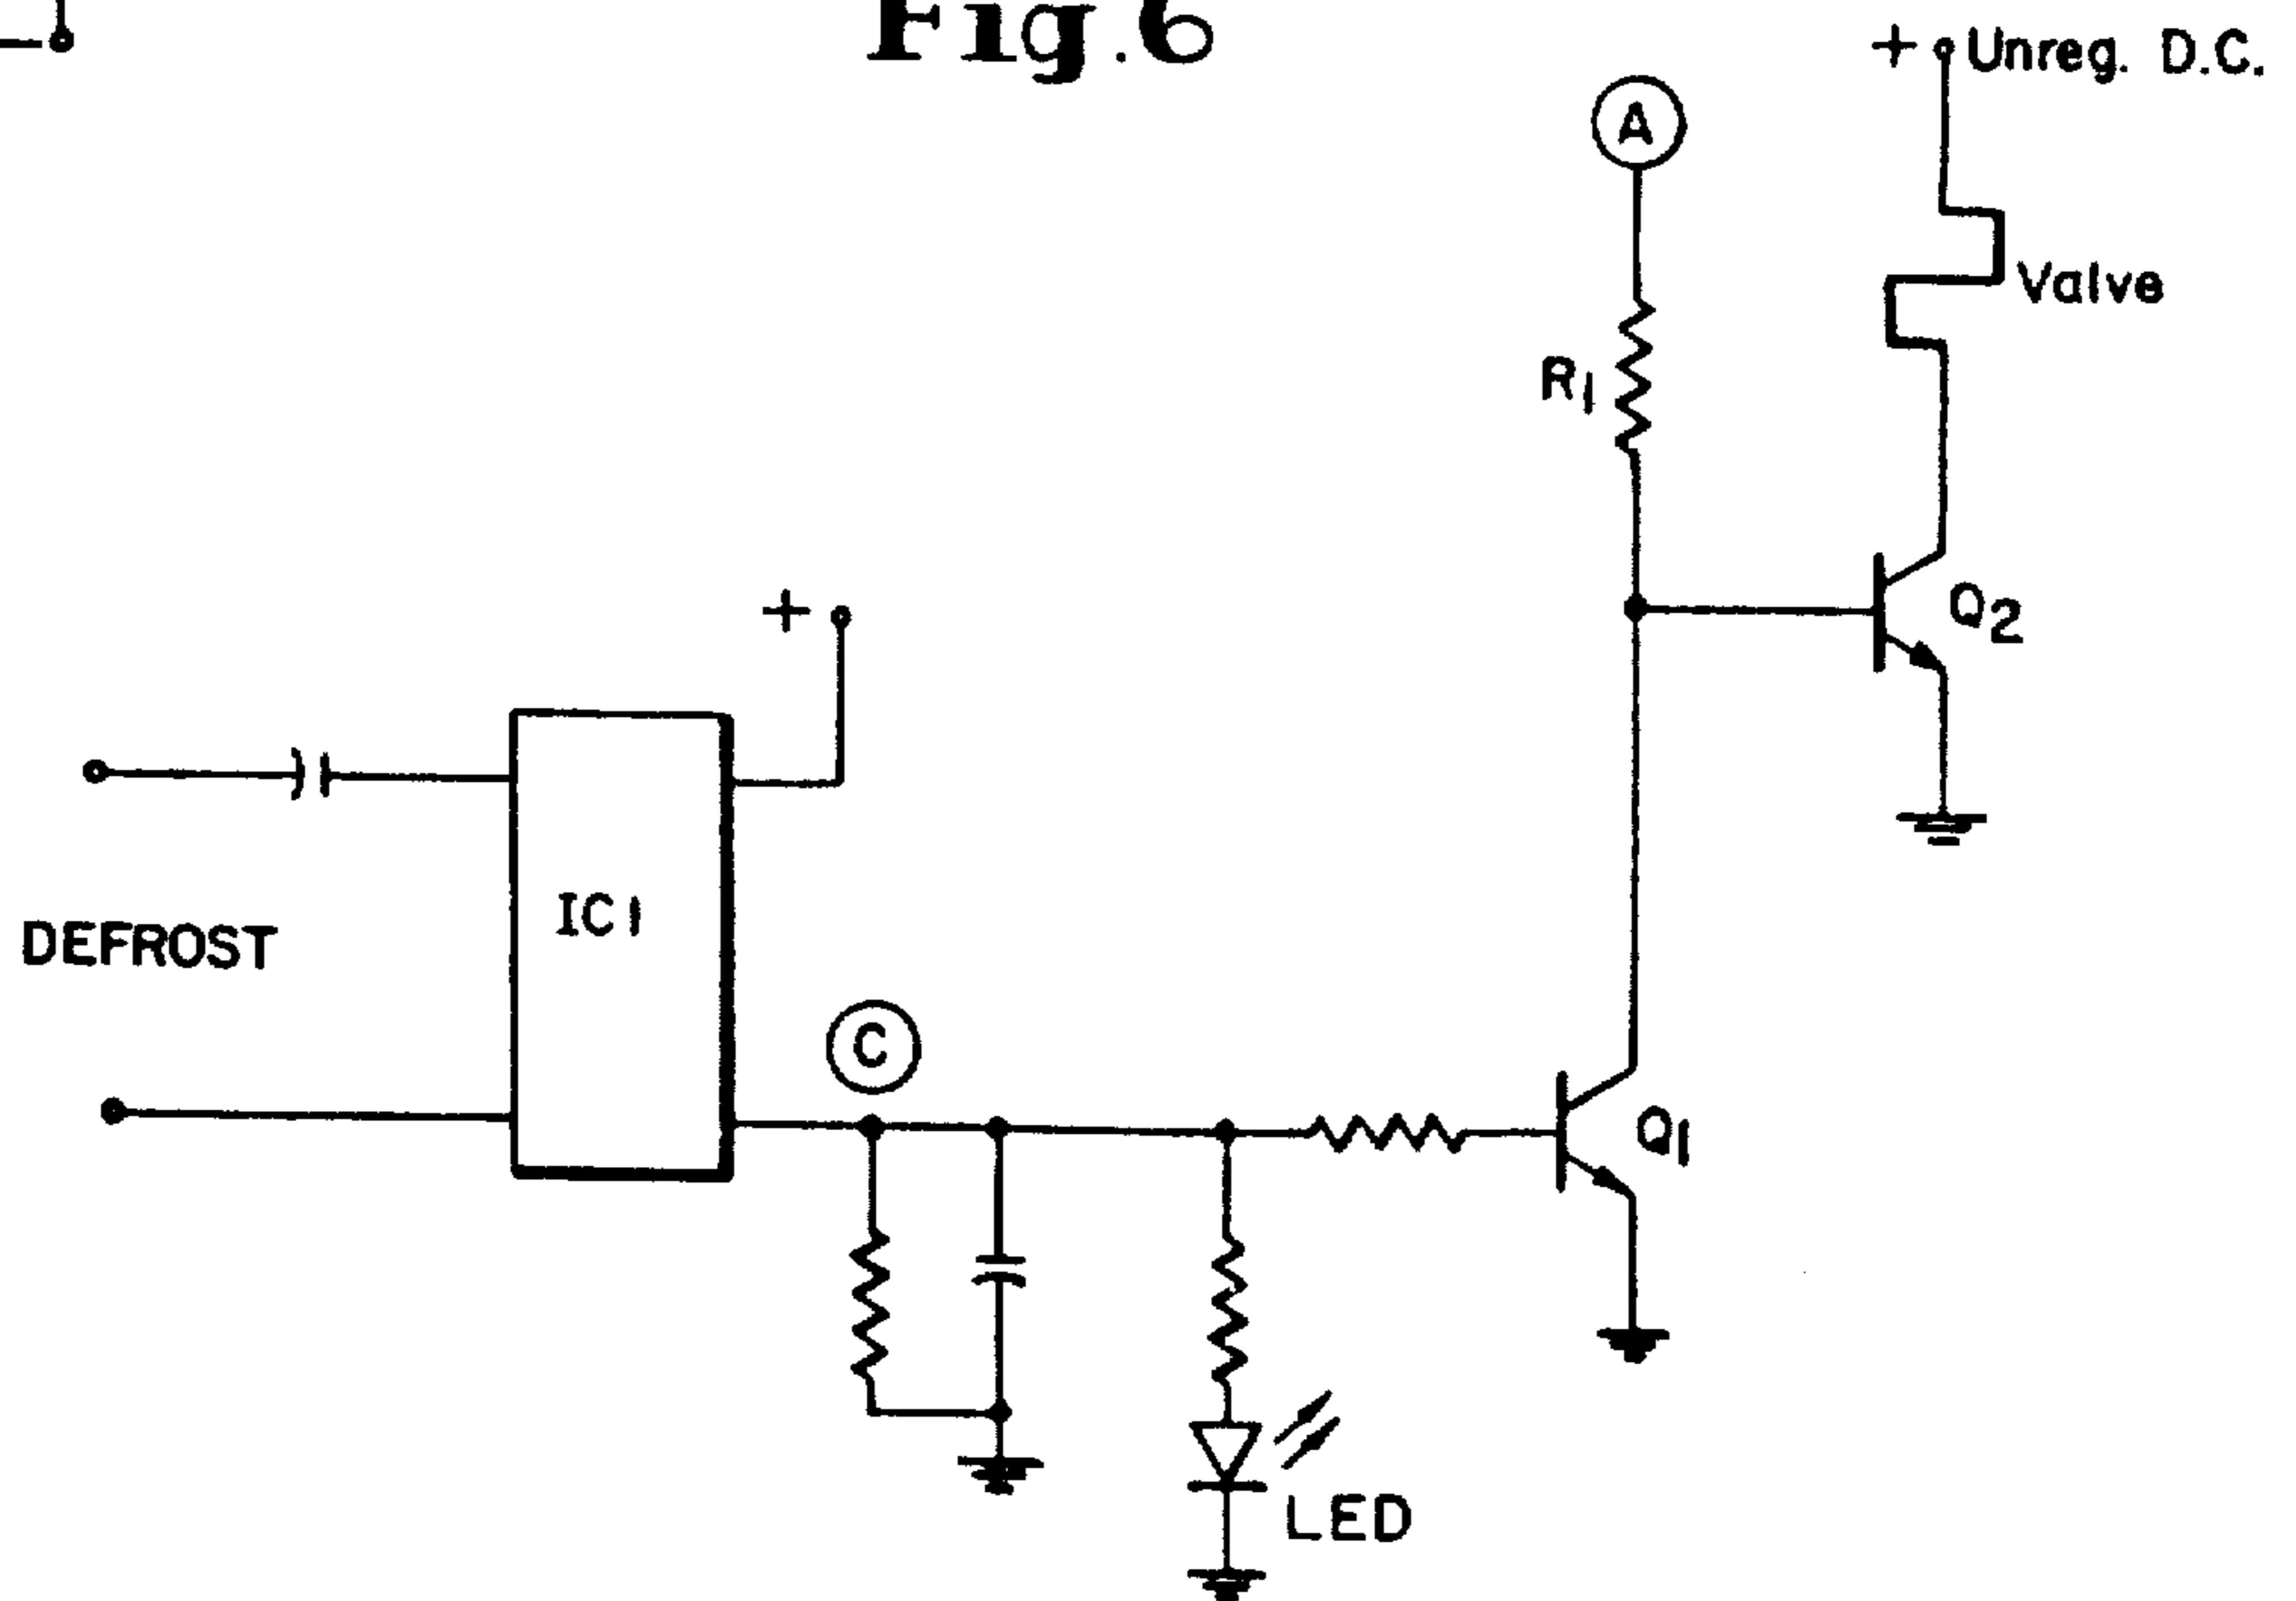 Fig.6
+ Unreg. D.C.
A
Valve
R1
Q2
+
IC1
DEFROST
C
Q1
LED